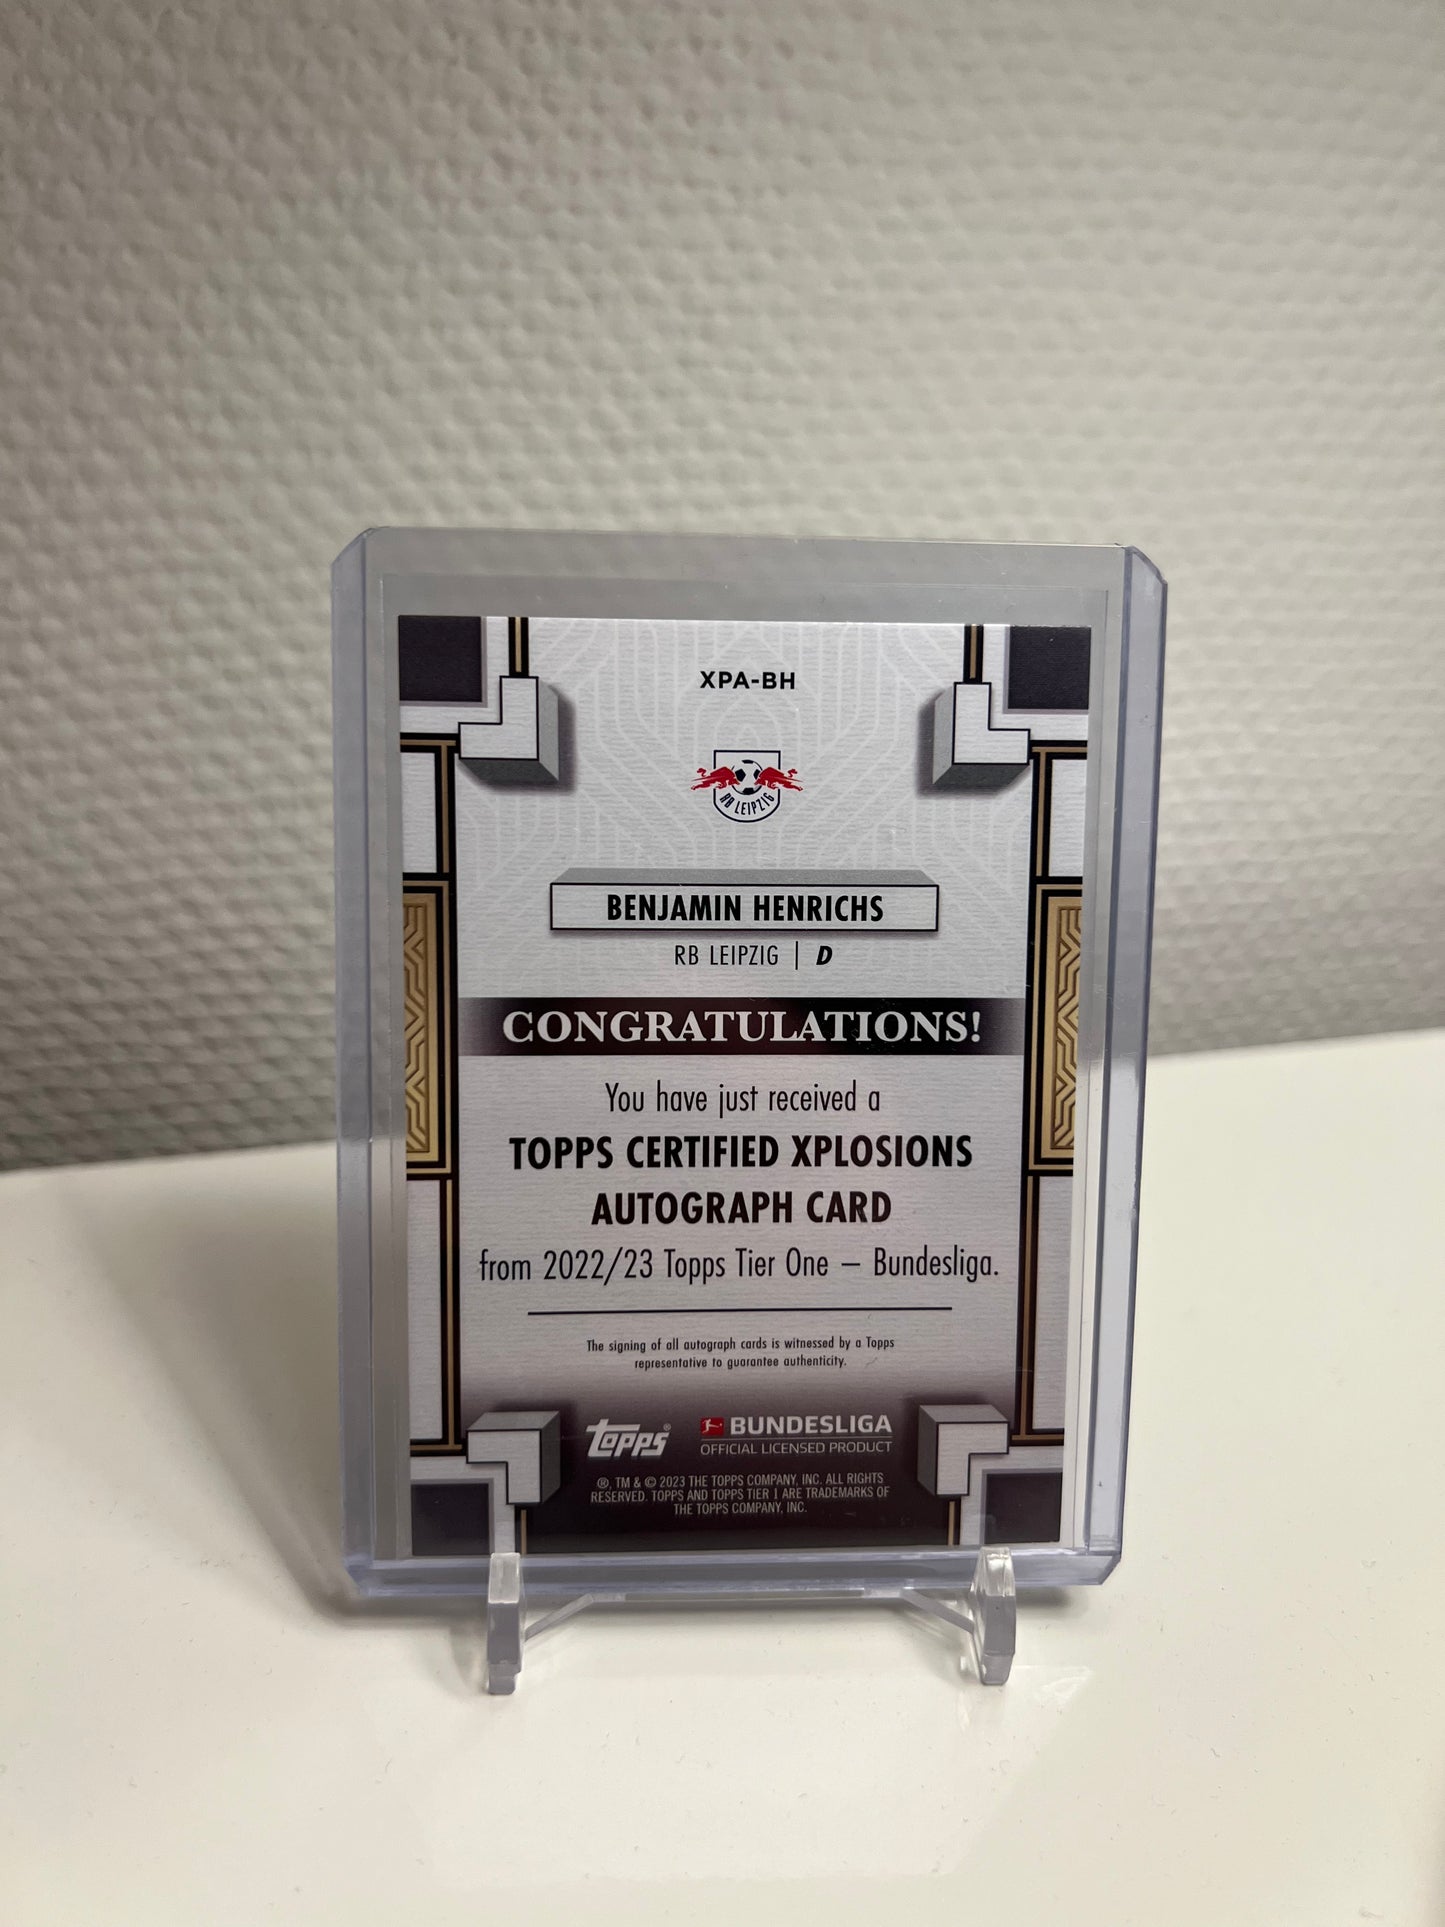 XPA-BH
RB LEIPZIG
BENJAMIN HENRICHS
RB LEIPZIG | D
CONGRATULATIONS!
You have just received a
TOPPS CERTIFIED XPLOSIONS
AUTOGRAPH CARD
from 2022/23 Topps Tier One – Bundesliga.
The signing of all autograph cards is witnessed by a Topps
representative to guarantee authenticity.
topps®
BUNDESLIGA
OFFICIAL LICENSED PRODUCT
®, TM & © 2023 THE TOPPS COMPANY, INC. ALL RIGHTS
RESERVED. TOPPS AND TOPPS TIER 1 ARE TRADEMARKS OF
THE TOPPS COMPANY, INC.